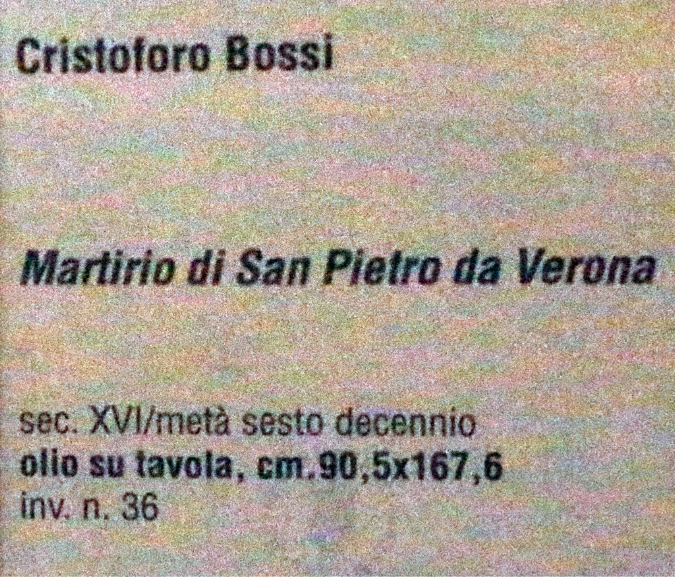 Cristoforo Bossi
Martirio di San Pietro da Verona
sec. XVI/metà sesto decennio
olio su tavola, cm.90,5x167,6
inv. n. 36